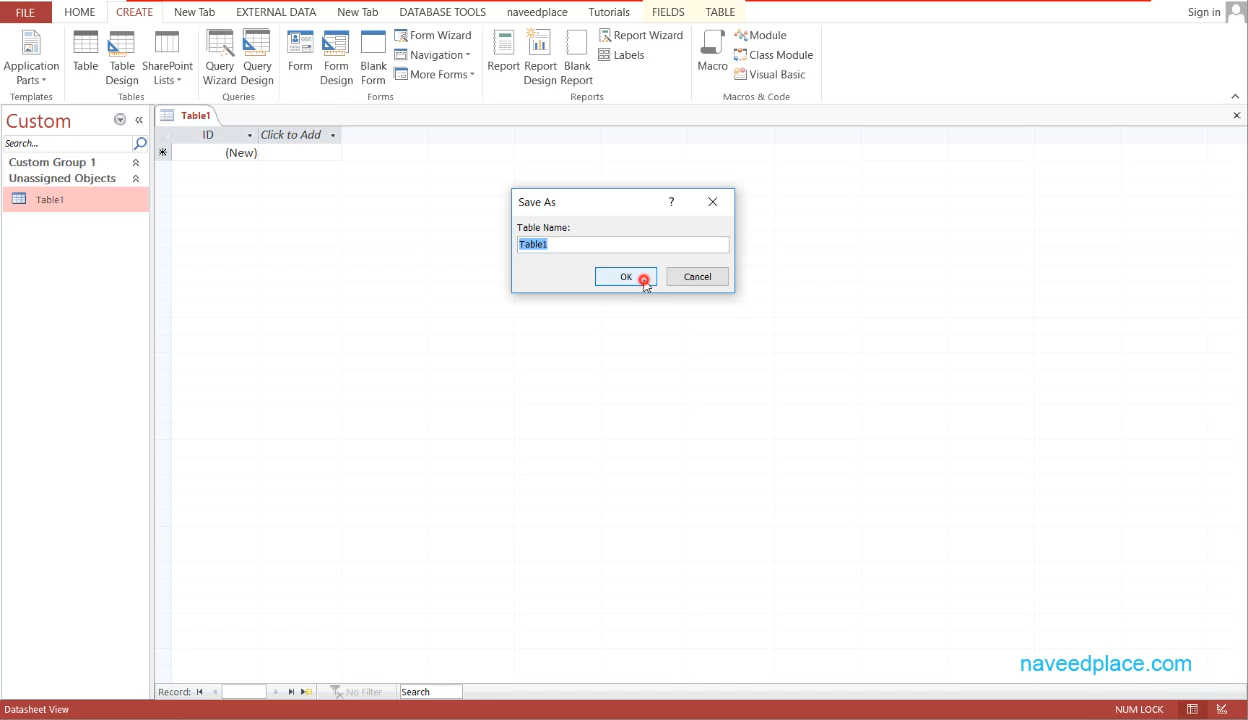 FILE HOME CREATE New Tab EXTERNAL DATA New Tab DATABASE TOOLS naveedplace Tutorials FIELDS TABLE Sign in
Application Parts
Templates
Table
Table Design
SharePoint Lists
Tables
Query Wizard
Query Design
Queries
Form
Form Design
Blank Form
Form Wizard
Navigation
More Forms
Forms
Report
Report Design
Blank Report
Report Wizard
Labels
Reports
Macro
Module
Class Module
Visual Basic
Macros & Code
Custom
Search...
Custom Group 1
Unassigned Objects
Table1
Table1
ID Click to Add
(New)
Save As ?
Table Name:
Table1
OK Cancel
naveedplace.com
Record: No Filter Search
Datasheet View NUM LOCK